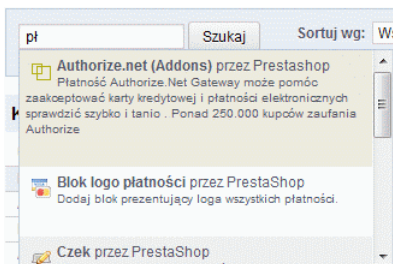 pł
Szukaj
Sortuj wg:
Authorize.net (Addons) przez Prestashop
Płatność Authorize.Net Gateway może pomóc
zaakceptować karty kredytowej i płatności elektronicznych
sprawdzić szybko i tanio . Ponad 250.000 kupców zaufania
Authorize
Blok logo płatności przez PrestaShop
Dodaj blok prezentujący loga wszystkich płatności.
Czek przez PrestaShop